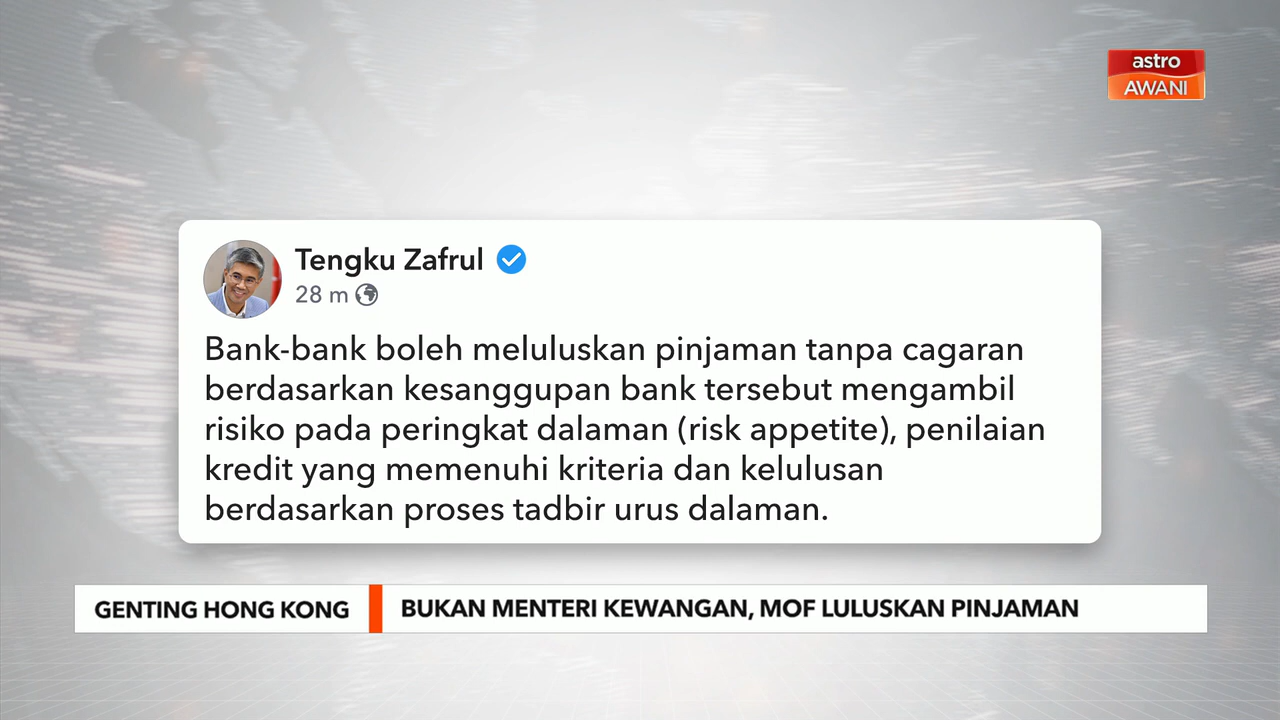 astro
AWANI
Tengku Zafrul
28 m
Bank-bank boleh meluluskan pinjaman tanpa cagaran
berdasarkan kesanggupan bank tersebut mengambil
risiko pada peringkat dalaman (risk appetite), penilaian
kredit yang memenuhi kriteria dan kelulusan
berdasarkan proses tadbir urus dalaman.
GENTING HONG KONG
BUKAN MENTERI KEWANGAN, MOF LULUSKAN PINJAMAN